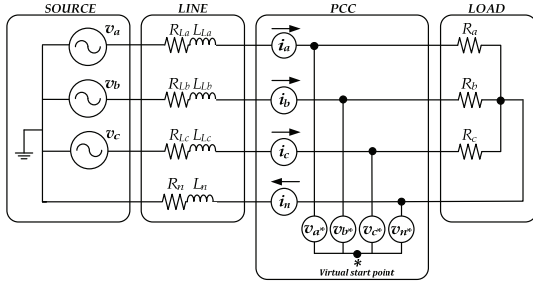 SOURCE LINE PCC LOAD
va RLa LLa ia Ra
vb RLb LLb ib Rb
vc RLc LLc ic Rc
Rn Ln in
va* vb* vc* vn*
*
Virtual start point